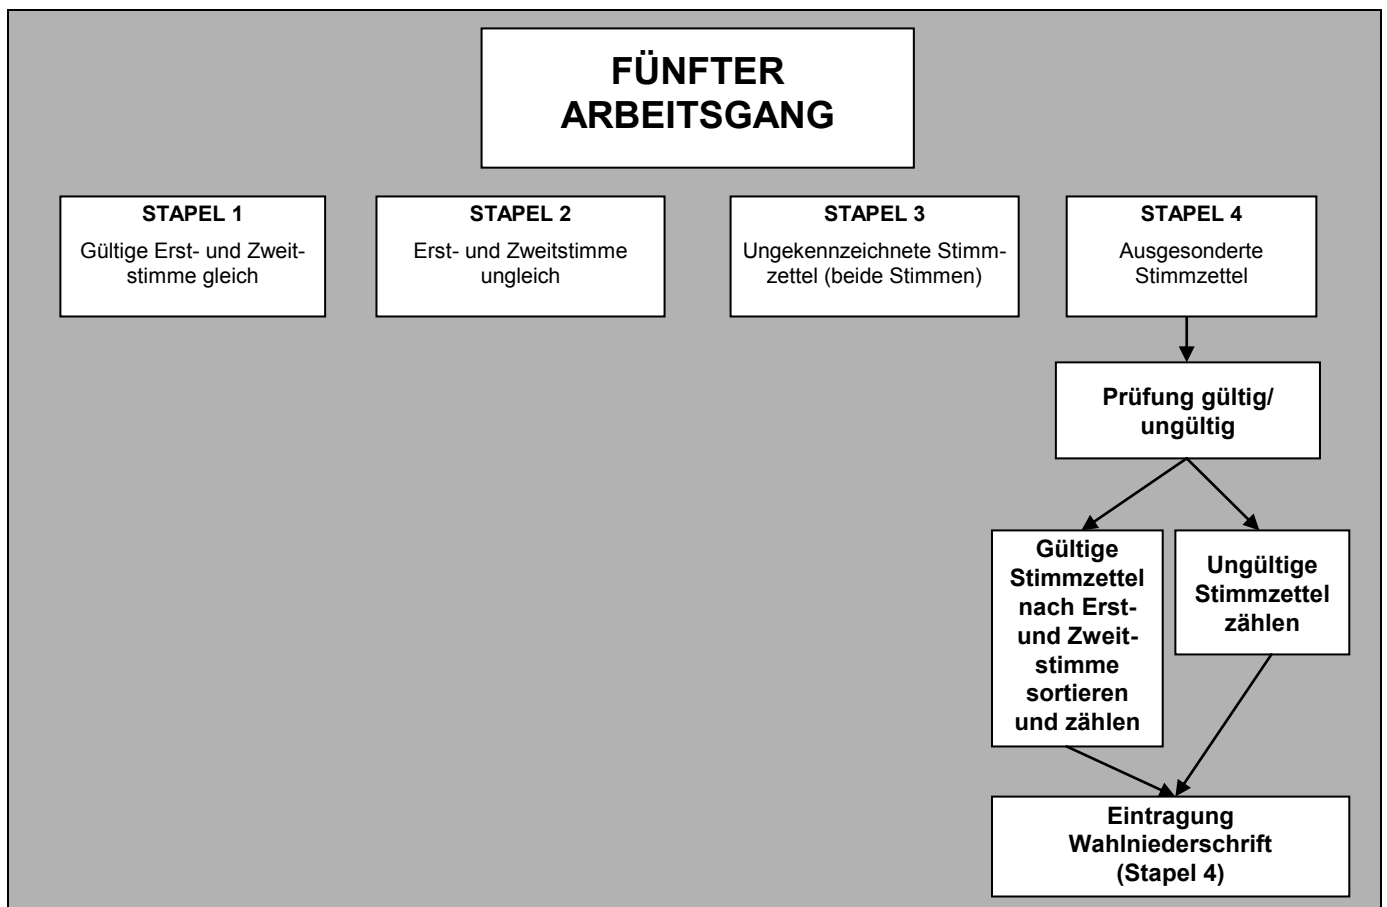 FÜNFTER
ARBEITSGANG
STAPEL 1
Gültige Erst- und Zweit-
stimme gleich
STAPEL 2
Erst- und Zweitstimme
ungleich
STAPEL 3
Ungekennzeichnete Stimm-
zettel (beide Stimmen)
STAPEL 4
Ausgesonderte
Stimmzettel
Prüfung gültig/
ungültig
Gültige
Stimmzettel
nach Erst-
und Zweit-
stimme
sortieren
und zählen
Ungültige
Stimmzettel
zählen
Eintragung
Wahlniederschrift
(Stapel 4)